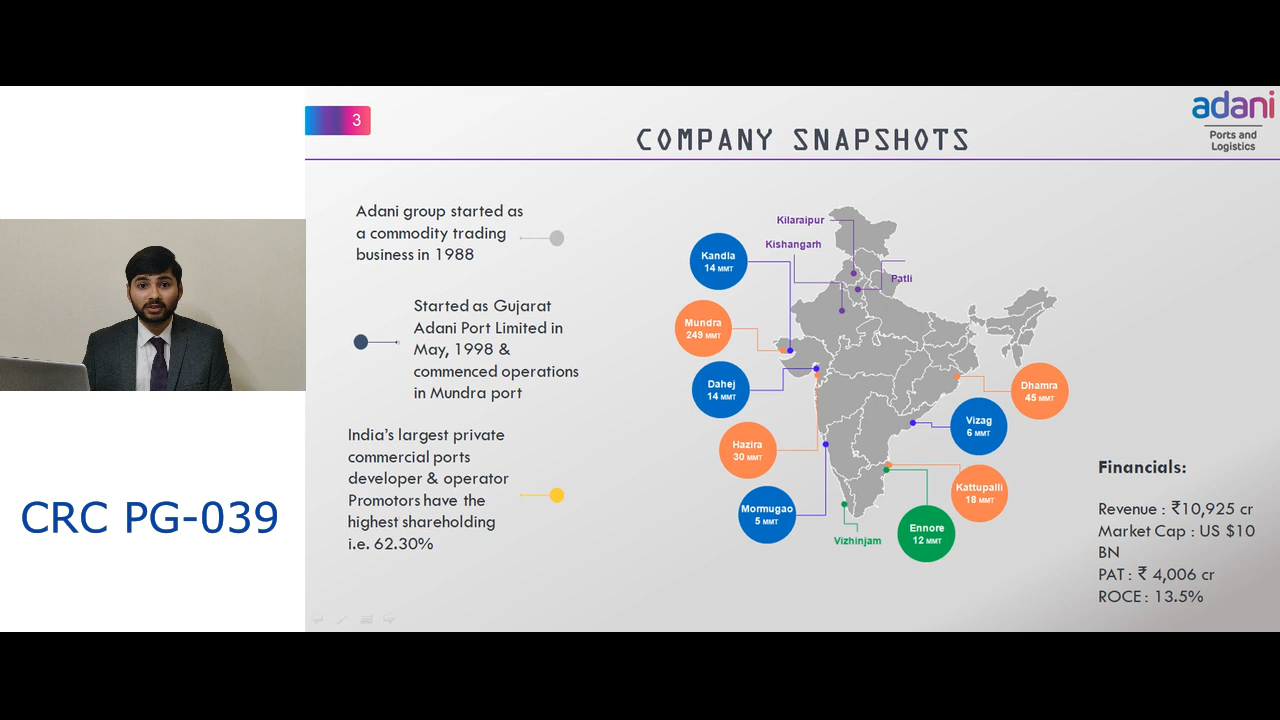 3
COMPANY SNAPSHOTS
adani
Ports and
Logistics
Adani group started as
a commodity trading
business in 1988
Started as Gujarat
Adani Port Limited in
May, 1998 &
commenced operations
in Mundra port
India's largest private
commercial ports
developer & operator
Promotors have the
highest shareholding
i.e. 62.30%
Kilaraipur
Kishangarh
Patli
Kandla
14 MMT
Mundra
249 MMT
Dahej
14 MMT
Hazira
30 MMT
Mormugao
5 MMT
Vizhinjam
Ennore
12 MMT
Kattupalli
18 MMT
Vizag
6 MMT
Dhamra
45 MMT
Financials:
Revenue : ₹10,925 cr
Market Cap : US $10
BN
PAT : ₹ 4,006 cr
ROCE : 13.5%
CRC PG-039